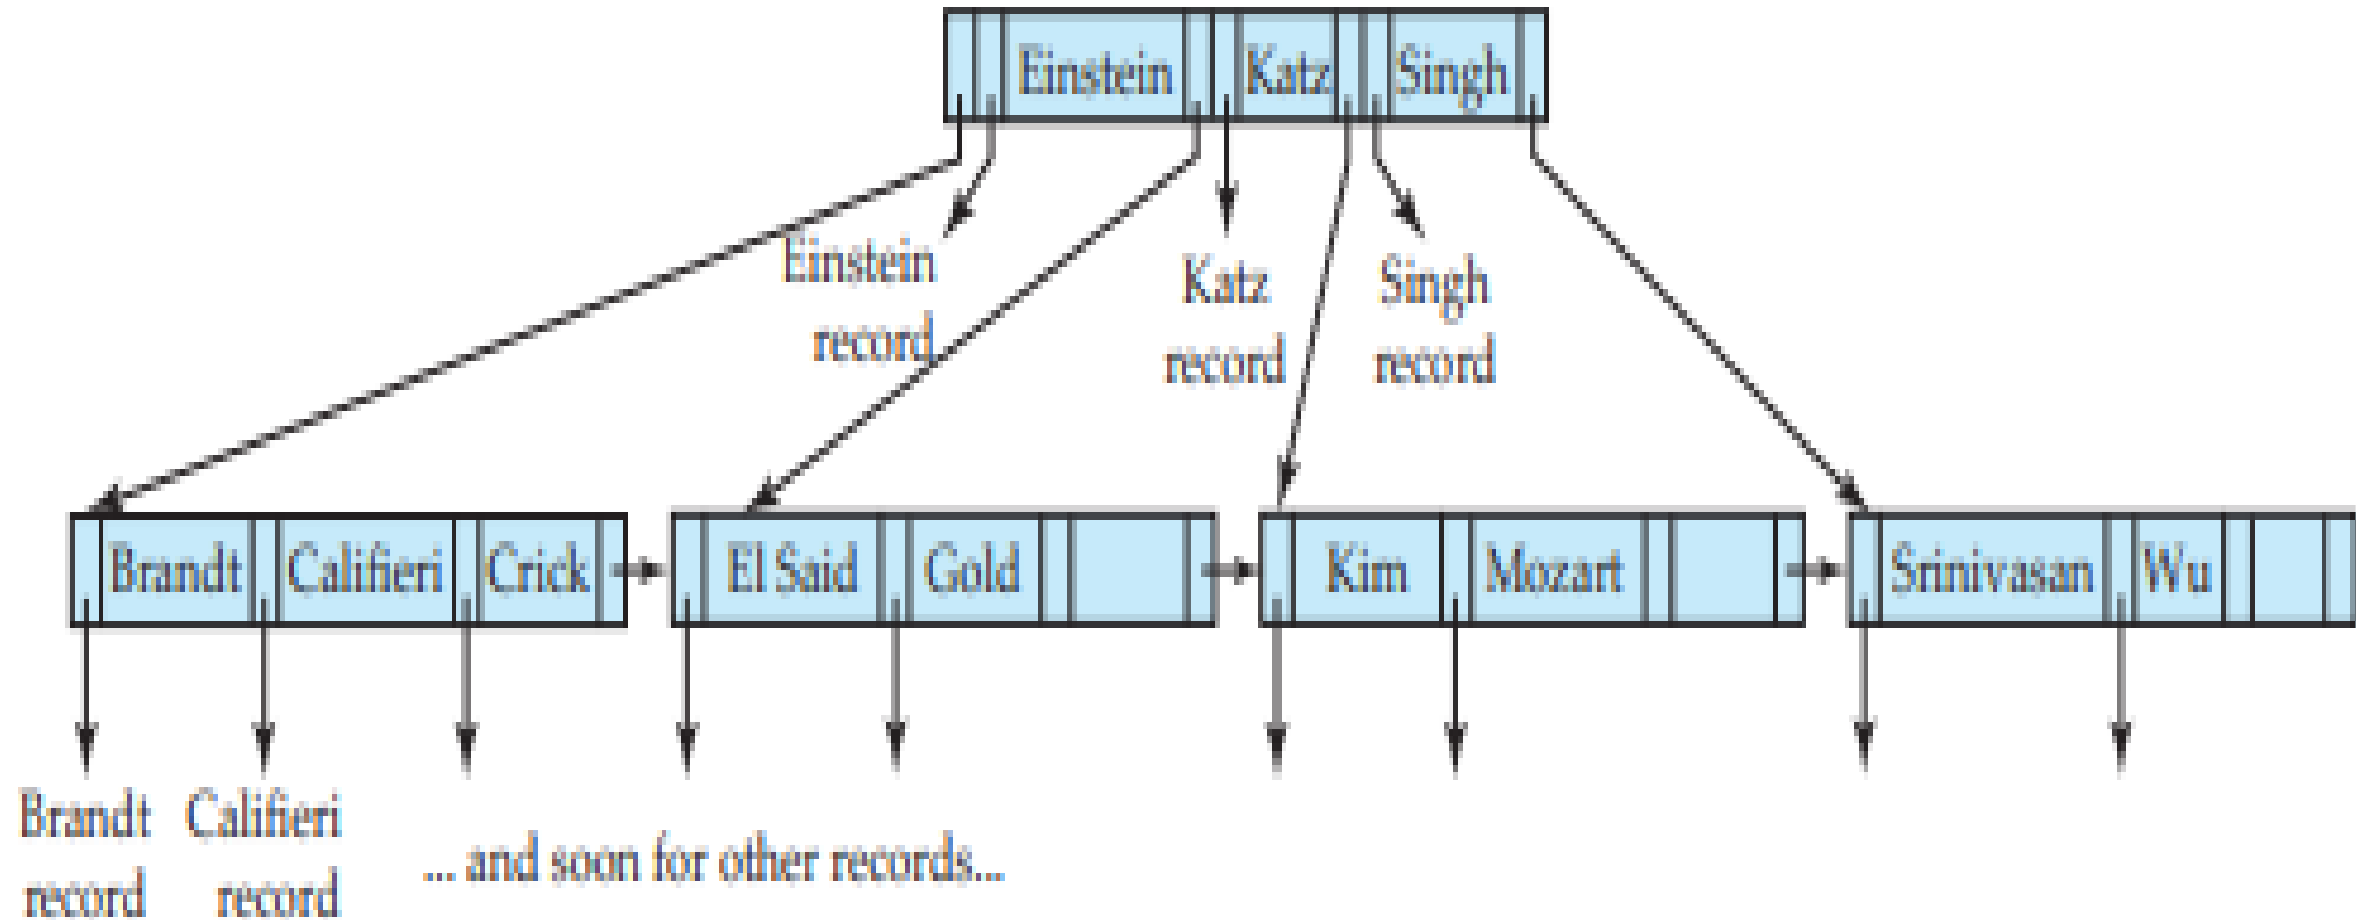 Einstein Katz Singh
Einstein
record
Katz
record
Singh
record
Brandt Califieri Crick El Said Gold Kim Mozart Srinivasan Wu
Brandt
record
Califieri
record
... and soon for other records...